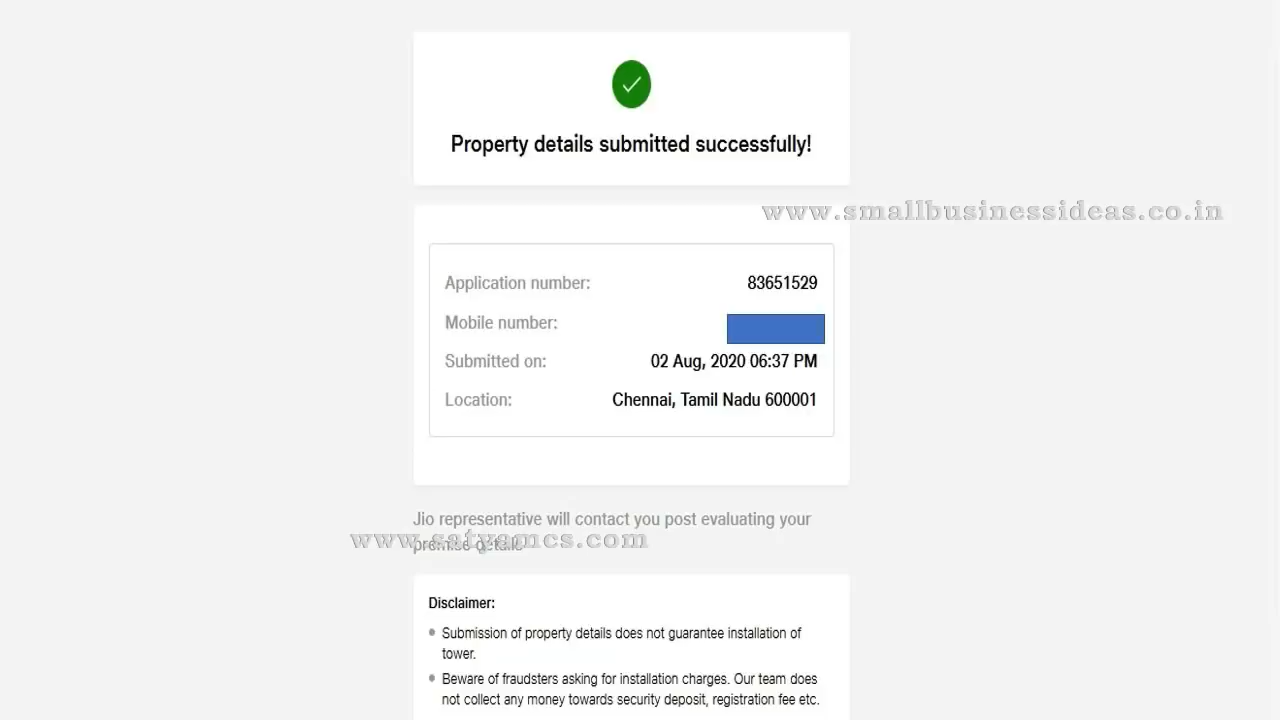 Property details submitted successfully!
www.smallbusinessideas.co.in
Application number: 83651529
Mobile number:
Submitted on: 02 Aug, 2020 06:37 PM
Location: Chennai, Tamil Nadu 600001
Jio representative will contact you post evaluating your
premise details
www.satyamcs.com
Disclaimer:
Submission of property details does not guarantee installation of
tower.
Beware of fraudsters asking for installation charges. Our team does
not collect any money towards security deposit, registration fee etc.